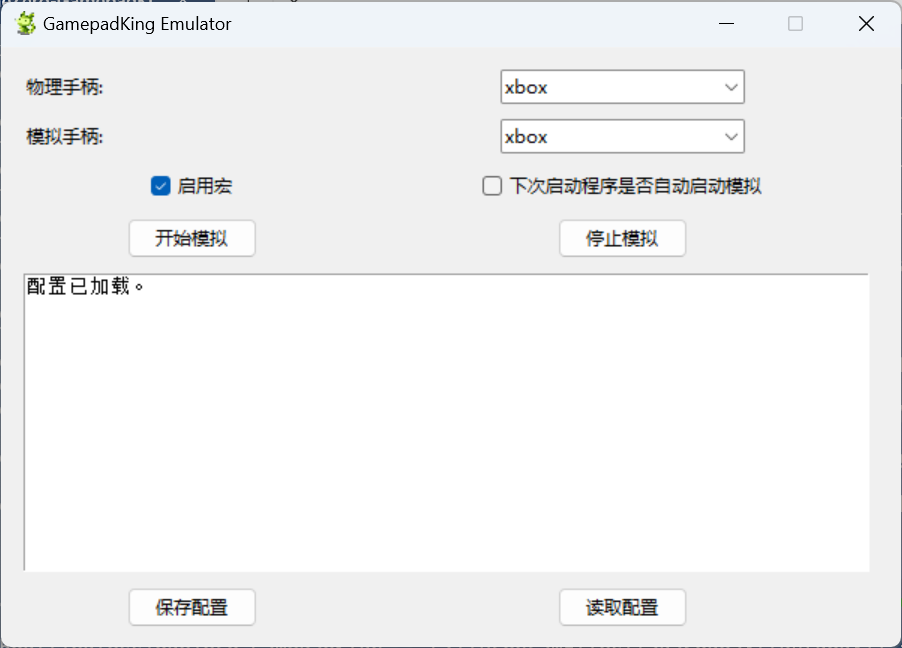 GamepadKing Emulator
物理手柄: xbox
模拟手柄: xbox
启用宏 下次启动程序是否自动启动模拟
开始模拟 停止模拟
配置已加载。
保存配置 读取配置